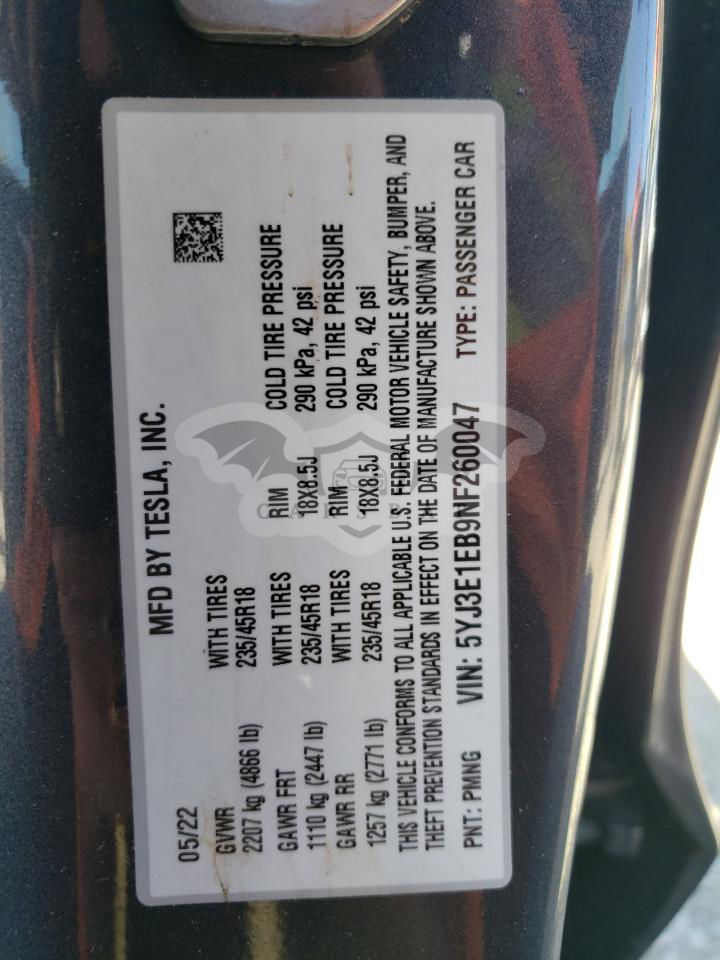 MFD BY TESLA, INC.
05/22
GVWR WITH TIRES
2207 kg (4866 lb) 235/45R18
GAWR FRT WITH TIRES RIM COLD TIRE PRESSURE
1110 kg (2447 lb) 235/45R18 18X8.5J 290 kPa, 42 psi
GAWR RR WITH TIRES RIM COLD TIRE PRESSURE
1257 kg (2771 lb) 235/45R18 18X8.5J 290 kPa, 42 psi
THIS VEHICLE CONFORMS TO ALL APPLICABLE U.S. FEDERAL MOTOR VEHICLE SAFETY, BUMPER, AND
THEFT PREVENTION STANDARDS IN EFFECT ON THE DATE OF MANUFACTURE SHOWN ABOVE.
PNT: PMNG VIN: 5YJ3E1EB9NF260047 TYPE: PASSENGER CAR